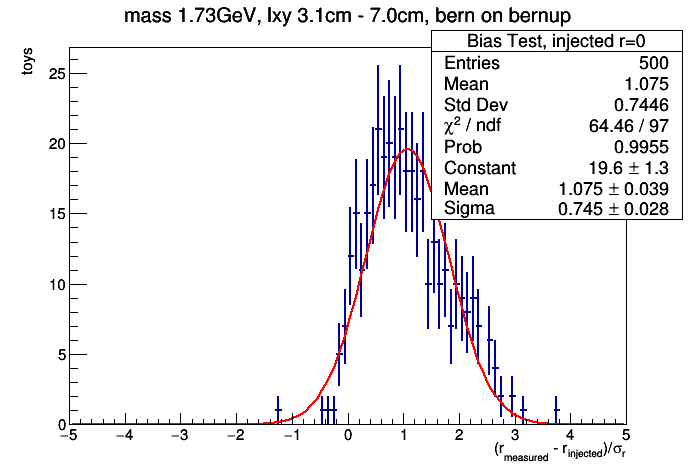 mass 1.73GeV, lxy 3.1cm - 7.0cm, bern on bernup
Bias Test, injected r=0
Entries 500
Mean 1.075
Std Dev 0.7446
χ² / ndf 64.46 / 97
Prob 0.9955
Constant 19.6 ± 1.3
Mean 1.075 ± 0.039
Sigma 0.745 ± 0.028
toys
25
20
15
10
5
0
−5 −4 −3 −2 −1 0 1 2 3 4 5
(r_measured - r_injected)/σ_r